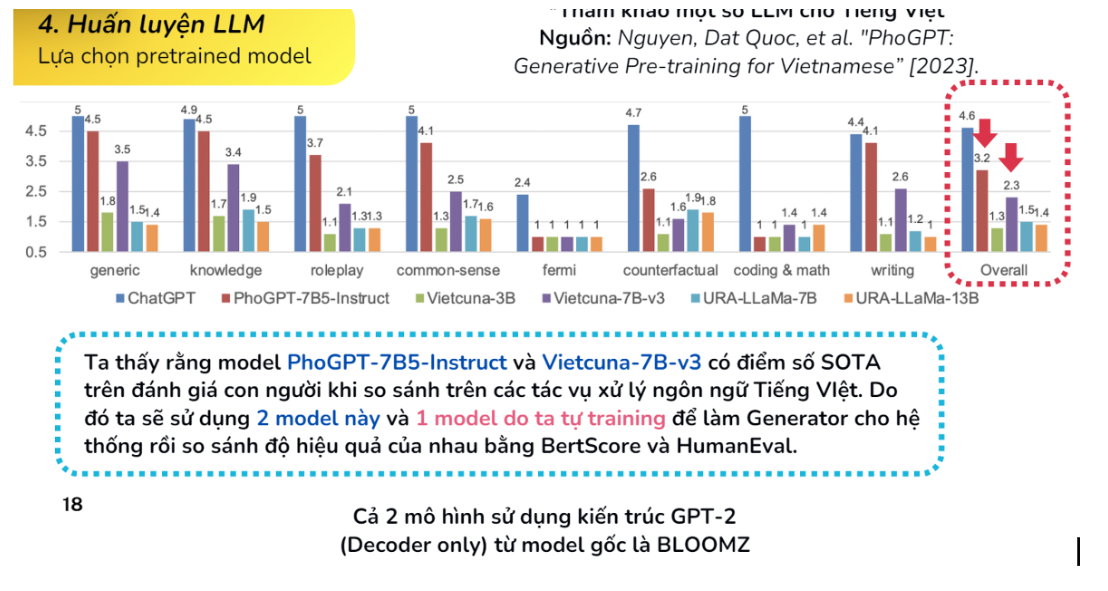 4. Huấn luyện LLM
Lựa chọn pretrained model
"Tham khảo một số LLM cho Tiếng Việt
Nguồn: Nguyen, Dat Quoc, et al. "PhoGPT:
Generative Pre-training for Vietnamese” [2023].
4.5
3.5
2.5
1.5
0.5
5 4.5 1.8 3.5 1.5 1.4
4.9 4.5 1.7 3.4 1.9 1.5
5 3.7 1.1 2.1 1.3 1.3
5 4.1 1.3 2.5 1.7 1.6
2.4 1 1 1 1 1
4.7 2.6 1.1 1.6 1.9 1.8
5 1 1 1.4 1 1.4
4.4 4.1 1.1 2.6 1.2 1
4.6 3.2 1.3 2.3 1.5 1.4
generic knowledge roleplay common-sense fermi counterfactual coding & math writing Overall
ChatGPT PhoGPT-7B5-Instruct Vietcuna-3B Vietcuna-7B-v3 URA-LLaMa-7B URA-LLaMa-13B
Ta thấy rằng model PhoGPT-7B5-Instruct và Vietcuna-7B-v3 có điểm số SOTA
trên đánh giá con người khi so sánh trên các tác vụ xử lý ngôn ngữ Tiếng VIệt. Do
đó ta sẽ sử dụng 2 model này và 1 model do ta tự training để làm Generator cho hệ
thống rồi so sánh độ hiệu quả của nhau bằng BertScore và HumanEval.
18
Cả 2 mô hình sử dụng kiến trúc GPT-2
(Decoder only) từ model gốc là BLOOMZ